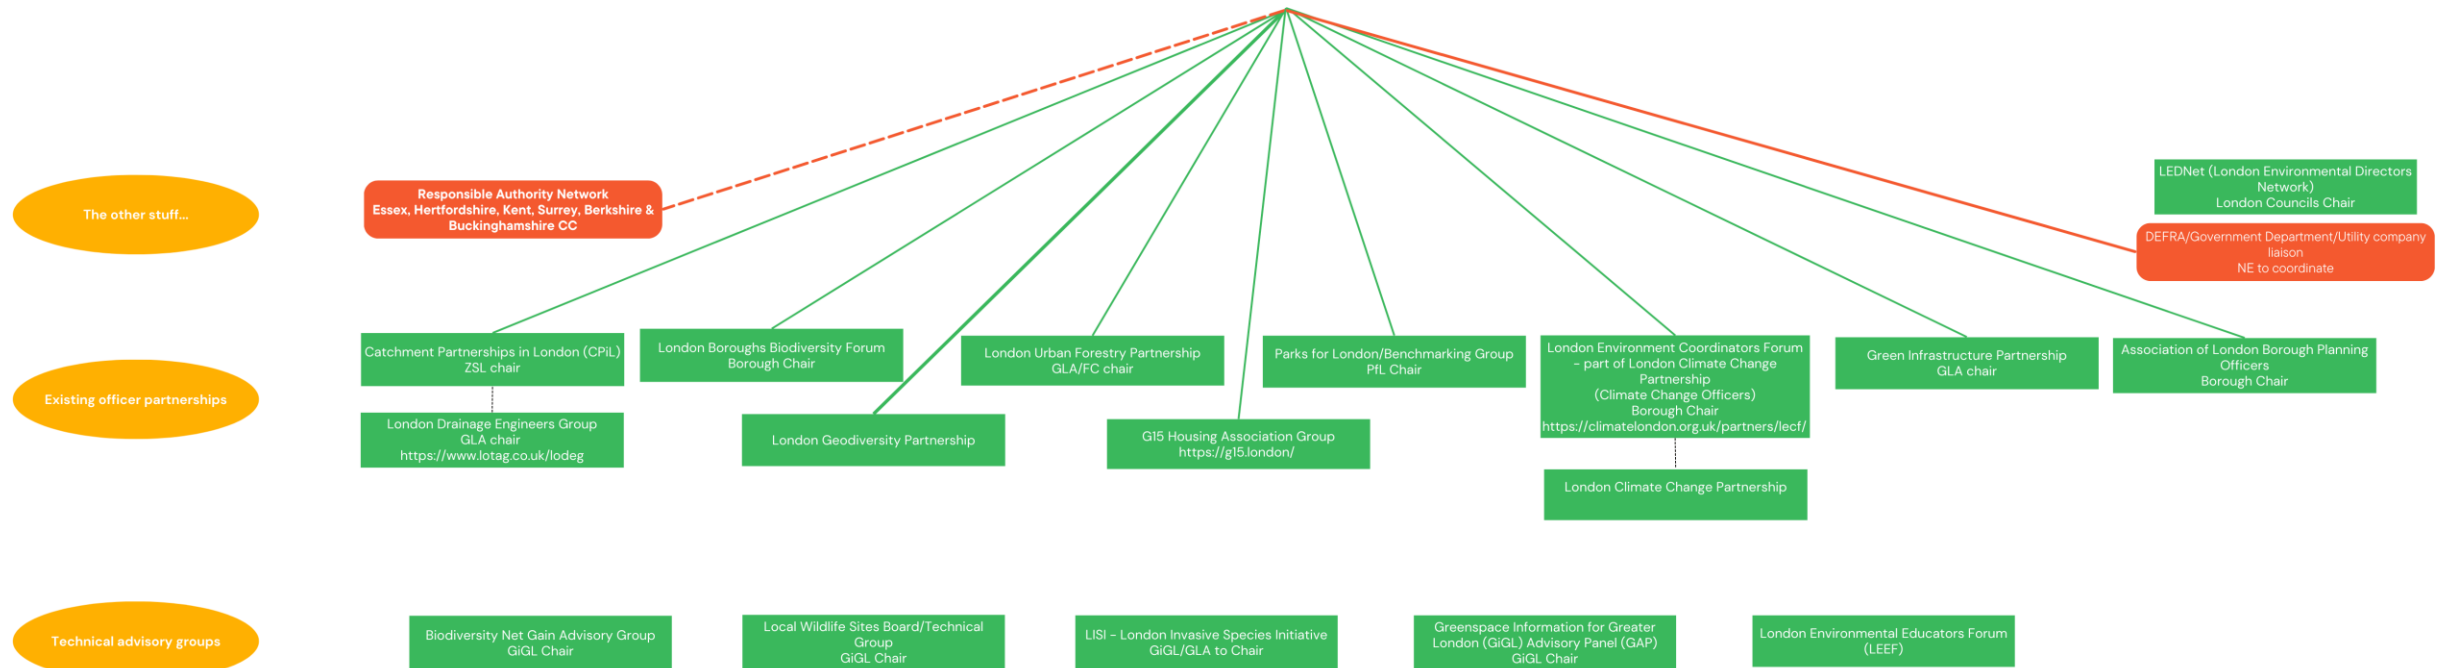 The other stuff...
Responsible Authority Network
Essex, Hertfordshire, Kent, Surrey, Berkshire &
Buckinghamshire CC
LEDNet (London Environmental Directors
Network)
London Councils Chair
DEFRA/Government Department/Utility company
liaison
NE to coordinate
Existing officer partnerships
Catchment Partnerships in London (CPiL)
ZSL chair
London Boroughs Biodiversity Forum
Borough Chair
London Urban Forestry Partnership
GLA/FC chair
Parks for London/Benchmarking Group
PfL Chair
London Environment Coordinators Forum
- part of London Climate Change
Partnership
(Climate Change Officers)
Borough Chair
https://climatelondon.org.uk/partners/lecf/
Green Infrastructure Partnership
GLA chair
Association of London Borough Planning
Officers
Borough Chair
London Drainage Engineers Group
GLA chair
https://www.lotag.co.uk/lodeg
London Geodiversity Partnership
G15 Housing Association Group
https://g15.london/
London Climate Change Partnership
Technical advisory groups
Biodiversity Net Gain Advisory Group
GiGL Chair
Local Wildlife Sites Board/Technical
Group
GiGL Chair
LISI - London Invasive Species Initiative
GiGL/GLA to Chair
Greenspace Information for Greater
London (GiGL) Advisory Panel (GAP)
GiGL Chair
London Environmental Educators Forum
(LEEF)